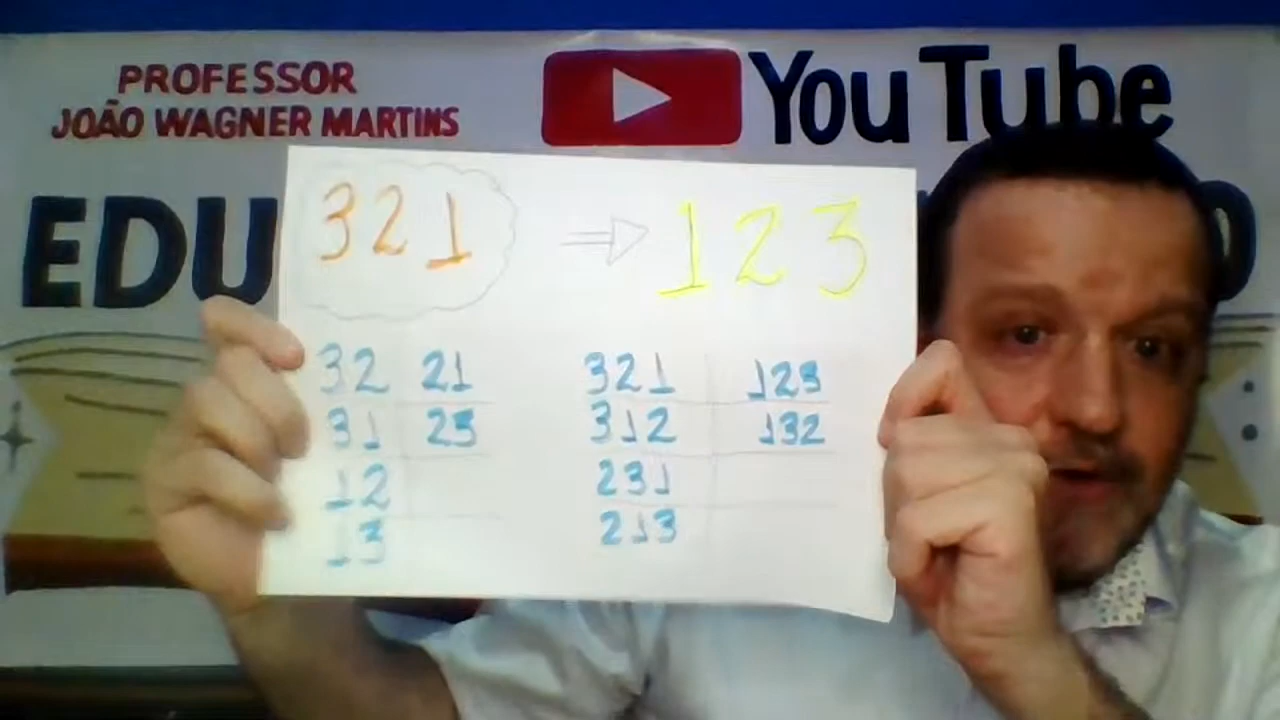 PROFESSOR
JOÃO WAGNER MARTINS
YouTube
EDU
321 ⇒ 123
32 21 321 123
31 23 312 132
12 231
13 213